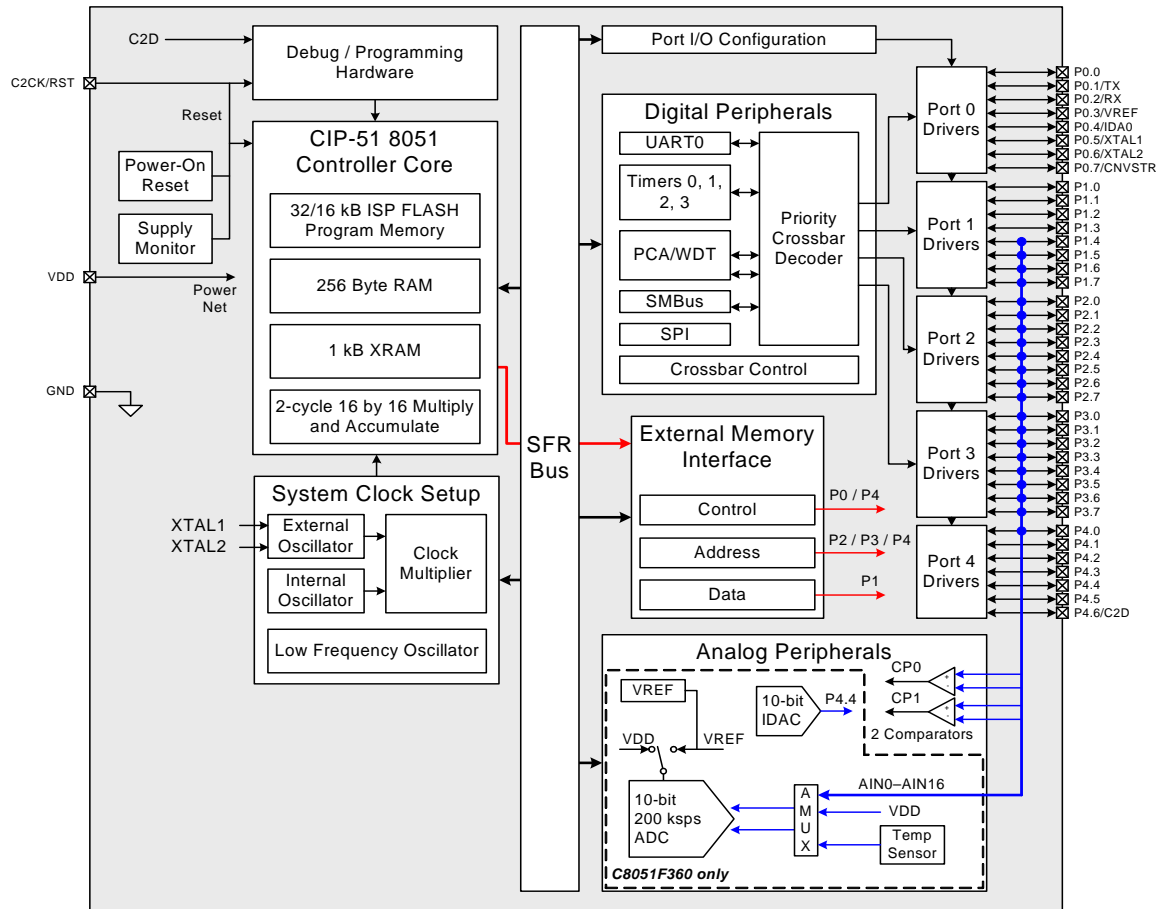 C2D
C2CK/RST
Debug / Programming
Hardware
Reset
Power-On
Reset
Supply
Monitor
VDD
Power
Net
GND
CIP-51 8051
Controller Core
32/16 kB ISP FLASH
Program Memory
256 Byte RAM
1 kB XRAM
2-cycle 16 by 16 Multiply
and Accumulate
System Clock Setup
XTAL1
XTAL2
External
Oscillator
Internal
Oscillator
Clock
Multiplier
Low Frequency Oscillator
SFR
Bus
Port I/O Configuration
Digital Peripherals
UART0
Timers 0, 1,
2, 3
PCA/WDT
SMBus
SPI
Priority
Crossbar
Decoder
Crossbar Control
External Memory
Interface
Control
Address
Data
P0 / P4
P2 / P3 / P4
P1
Port 0
Drivers
Port 1
Drivers
Port 2
Drivers
Port 3
Drivers
Port 4
Drivers
P0.0
P0.1/TX
P0.2/RX
P0.3/VREF
P0.4/IDA0
P0.5/XTAL1
P0.6/XTAL2
P0.7/CNVSTR
P1.0
P1.1
P1.2
P1.3
P1.4
P1.5
P1.6
P1.7
P2.0
P2.1
P2.2
P2.3
P2.4
P2.5
P2.6
P2.7
P3.0
P3.1
P3.2
P3.3
P3.4
P3.5
P3.6
P3.7
P4.0
P4.1
P4.2
P4.3
P4.4
P4.5
P4.6/C2D
Analog Peripherals
VREF
VDD
VREF
10-bit
IDAC
P4.4
CP0
+
-
CP1
+
-
2 Comparators
10-bit
200 ksps
ADC
A
M
U
X
AIN0–AIN16
VDD
Temp
Sensor
C8051F360 only